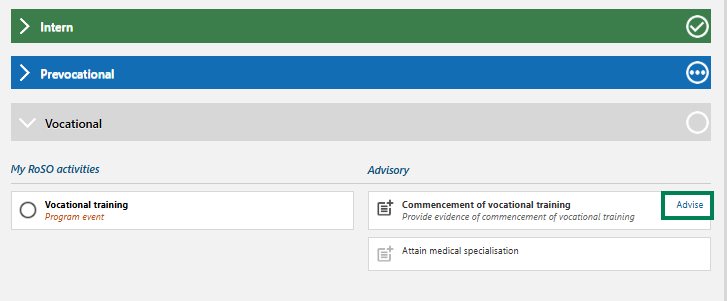 Intern
Prevocational
Vocational
My RoSO activities
Advisory
Vocational training
Program event
Commencement of vocational training
Provide evidence of commencement of vocational training
Advise
Attain medical specialisation